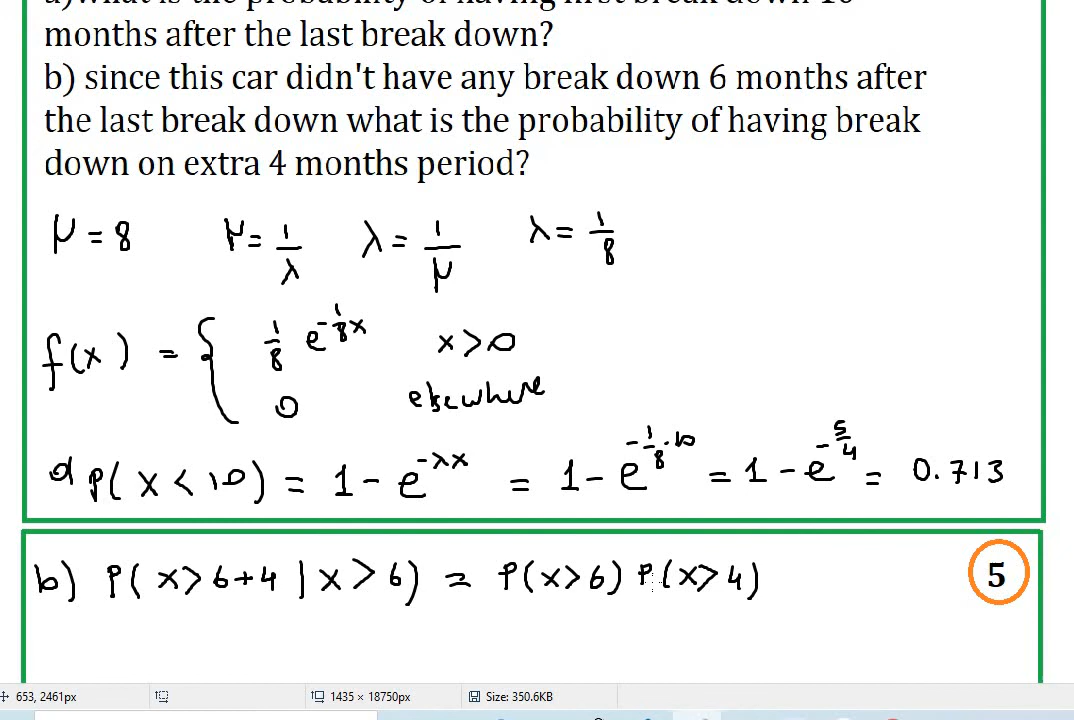 months after the last break down?
b) since this car didn't have any break down 6 months after
the last break down what is the probability of having break
down on extra 4 months period?
μ = 8 μ = 1/λ λ = 1/μ λ = 1/8
f(x) = { 1/8 e^(-1/8 x) x>0
0 elsewhere
a) P( x < 10) = 1 - e^(-λx) = 1 - e^(-1/8 · 10) = 1 - e^(-5/4) = 0.713
b) P( x > 6+4 | x > 6) = P(x > 6) P(x > 4)
5
653, 2461px 1435 × 18750px Size: 350.6KB